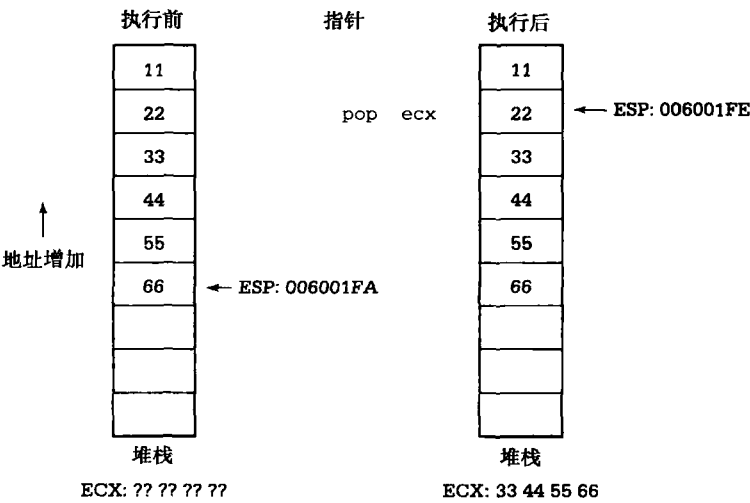 执行前 指针 执行后
11 11
22 pop ecx 22 ESP: 006001FE
33 33
44 44
地址增加 55 55
66 ESP: 006001FA 66
堆栈 堆栈
ECX: ?? ?? ?? ?? ECX: 33 44 55 66